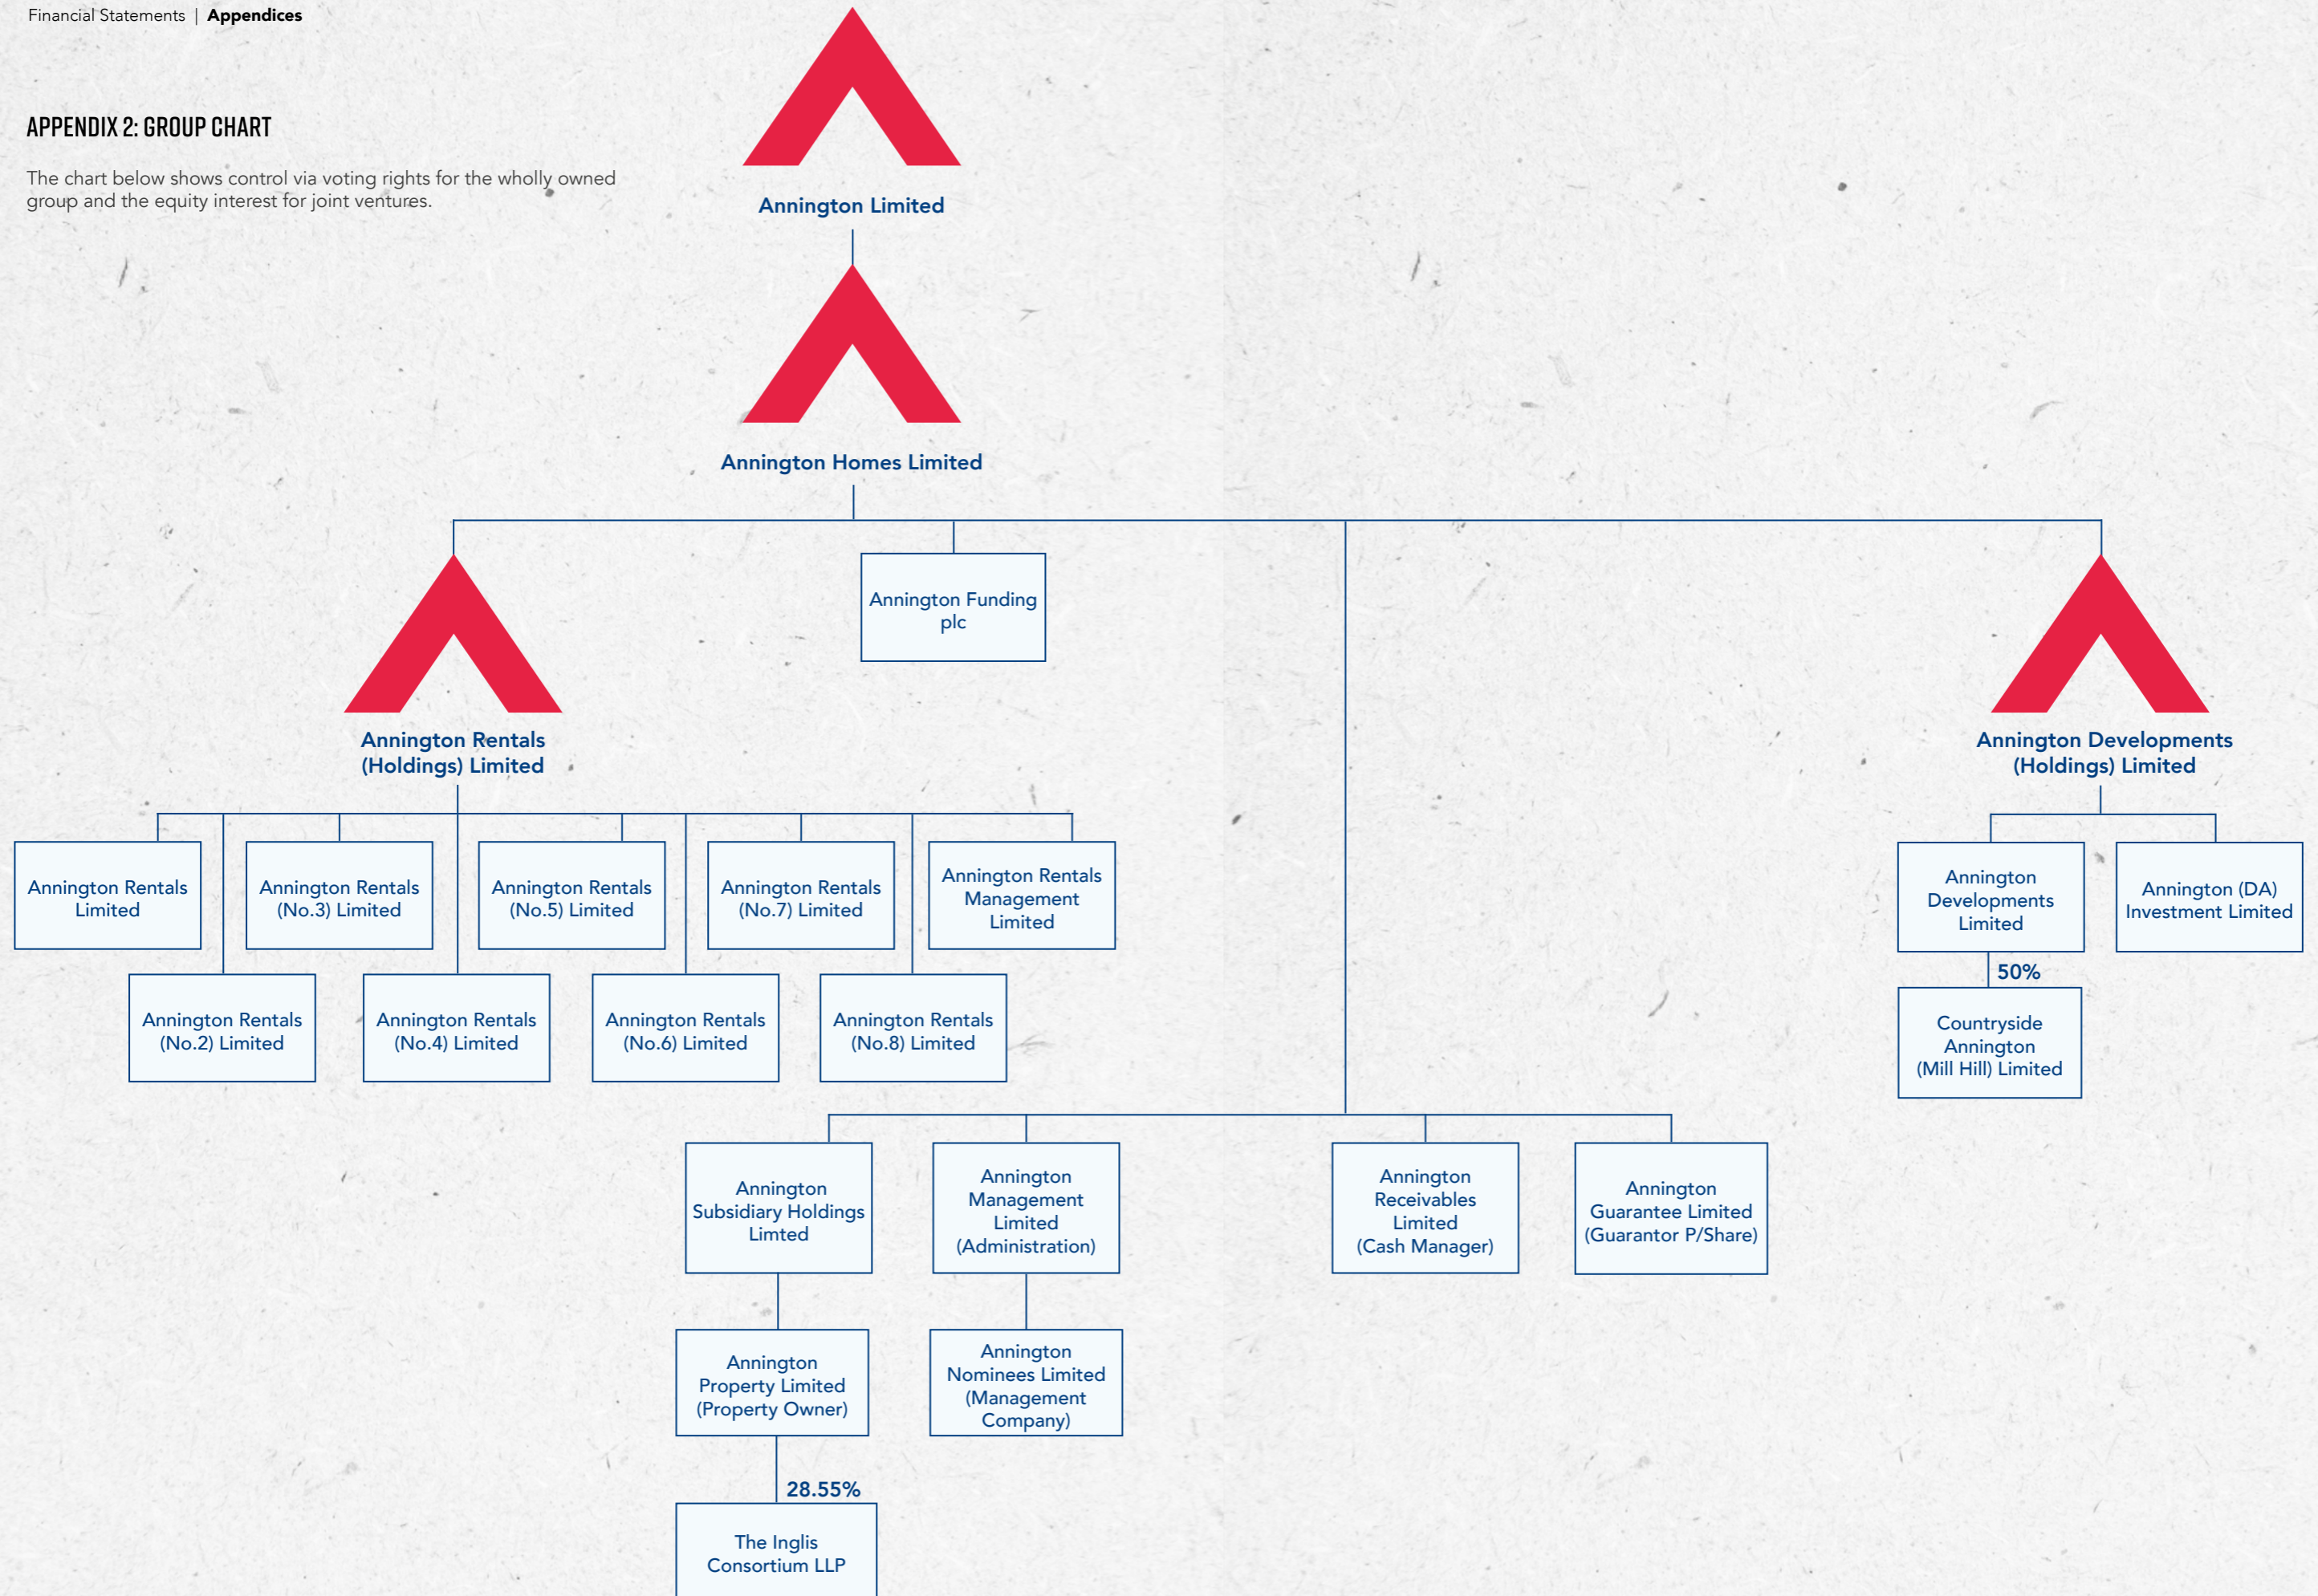 Financial Statements | Appendices
APPENDIX 2: GROUP CHART
The chart below shows control via voting rights for the wholly owned
group and the equity interest for joint ventures.
Annington Limited
Annington Homes Limited
Annington Funding
plc
Annington Rentals
(Holdings) Limited
Annington Developments
(Holdings) Limited
Annington Rentals
Limited
Annington Rentals
(No.3) Limited
Annington Rentals
(No.5) Limited
Annington Rentals
(No.7) Limited
Annington Rentals
Management
Limited
Annington
Developments
Limited
Annington (DA)
Investment Limited
50%
Annington Rentals
(No.2) Limited
Annington Rentals
(No.4) Limited
Annington Rentals
(No.6) Limited
Annington Rentals
(No.8) Limited
Countryside
Annington
(Mill Hill) Limited
Annington
Subsidiary Holdings
Limted
Annington
Management
Limited
(Administration)
Annington
Receivables
Limited
(Cash Manager)
Annington
Guarantee Limited
(Guarantor P/Share)
Annington
Property Limited
(Property Owner)
Annington
Nominees Limited
(Management
Company)
28.55%
The Inglis
Consortium LLP